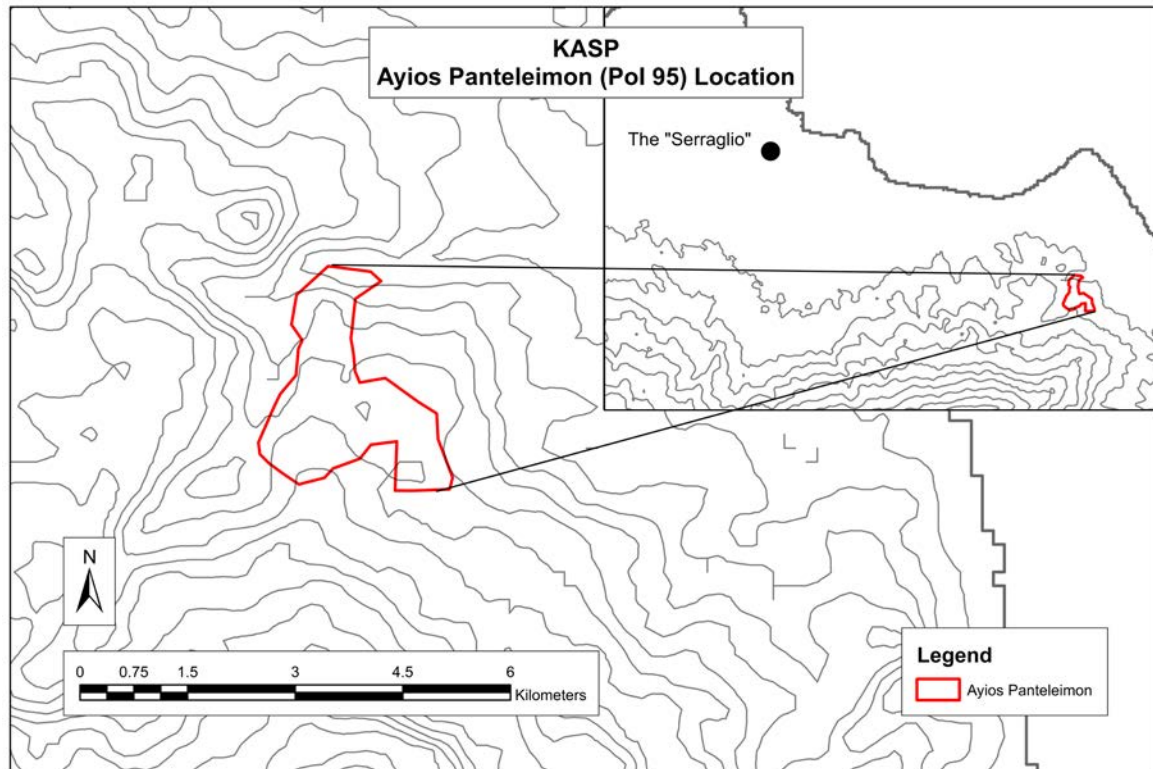 KASP
Ayios Panteleimon (Pol 95) Location
The "Serraglio"
N
0 0.75 1.5 3 4.5 6
Kilometers
Legend
Ayios Panteleimon